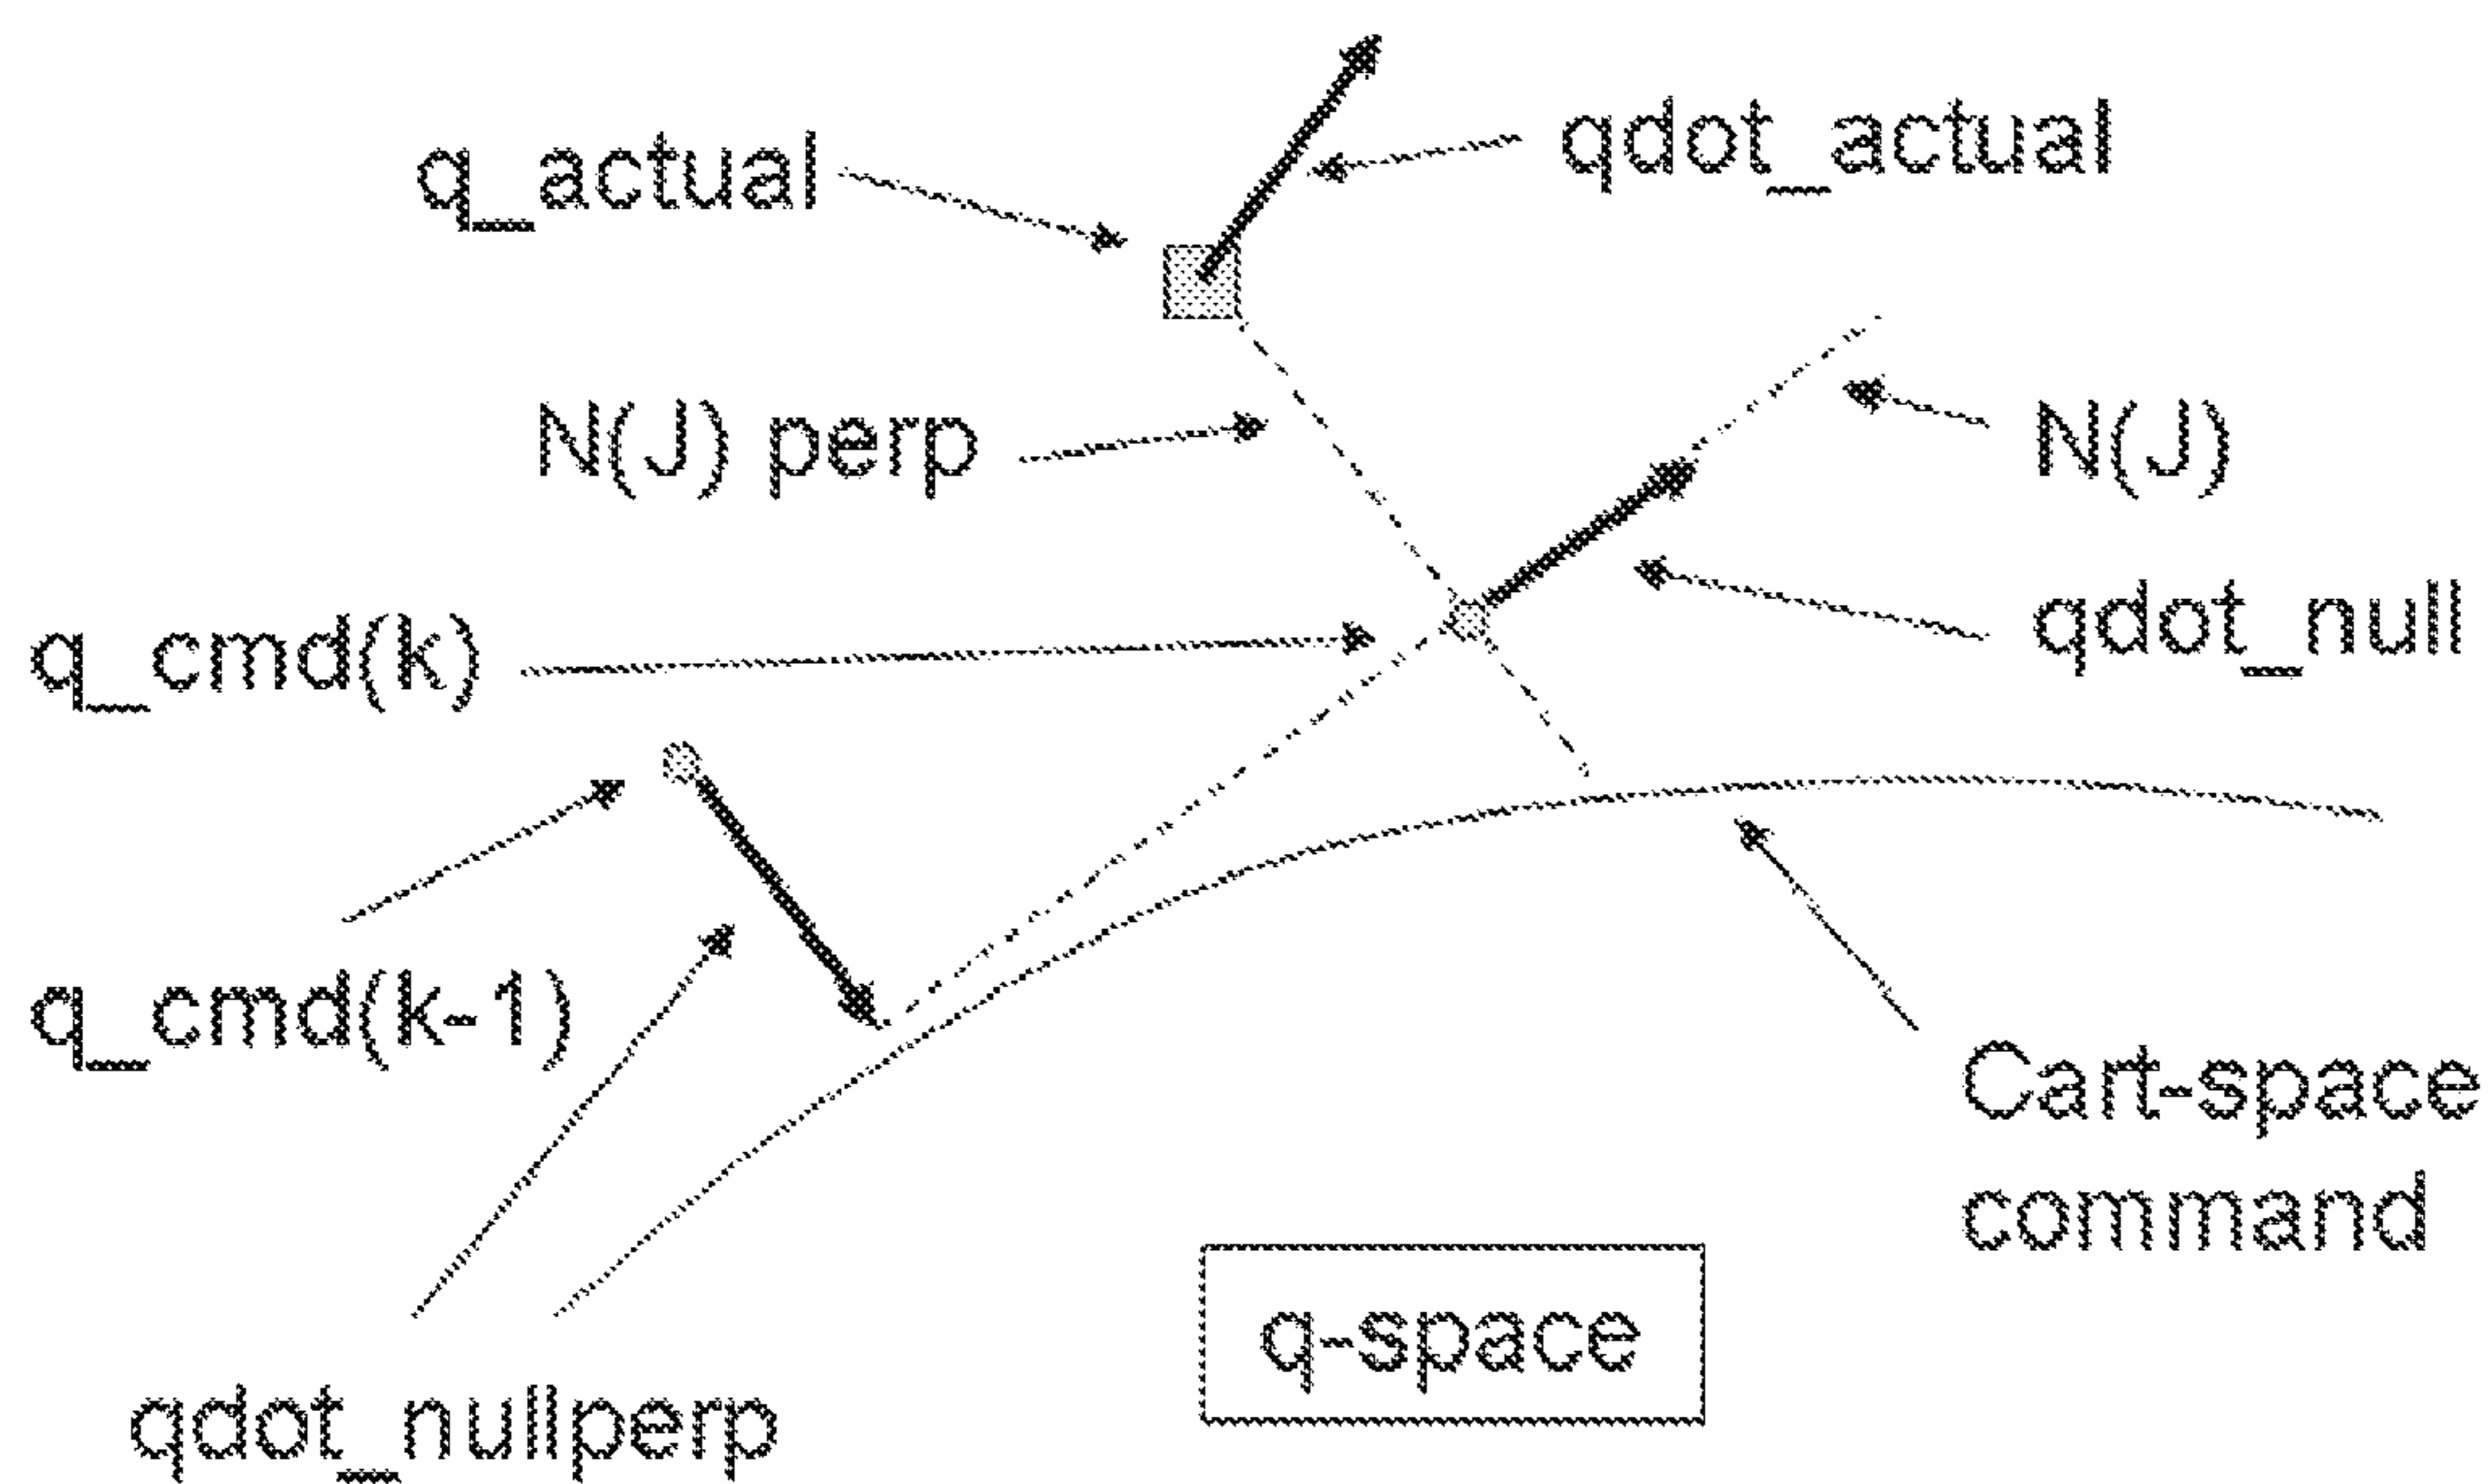 qdot_actual
q_actual
N(J) perp
N(J)
qdot_null
q_cmd(k)
q_cmd(k-1)
Cart-space
command
q-space
qdot_nullperp